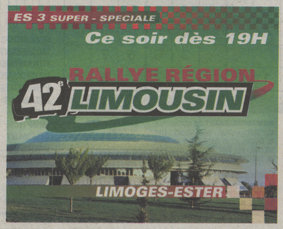 ES 3 SUPER - SPECIALE
Ce soir dès 19H
RALLYE RÉGION
42e LIMOUSIN
LIMOGES-ESTER